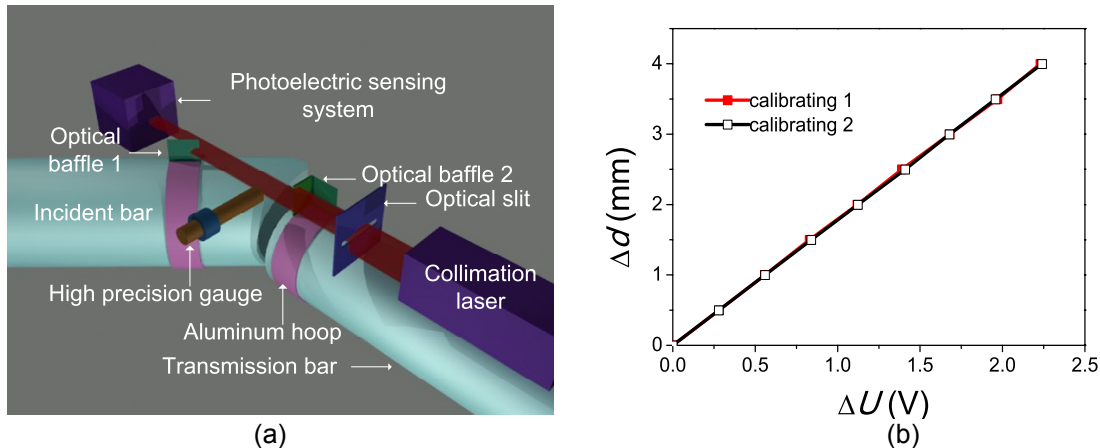 Photoelectric sensing
system
Optical
baffle 1
Optical baffle 2
Optical slit
Incident bar
Collimation
laser
High precision gauge
Aluminum hoop
Transmission bar
(a)
4
3
2
1
0
calibrating 1
calibrating 2
Δd (mm)
0.0 0.5 1.0 1.5 2.0 2.5
ΔU (V)
(b)